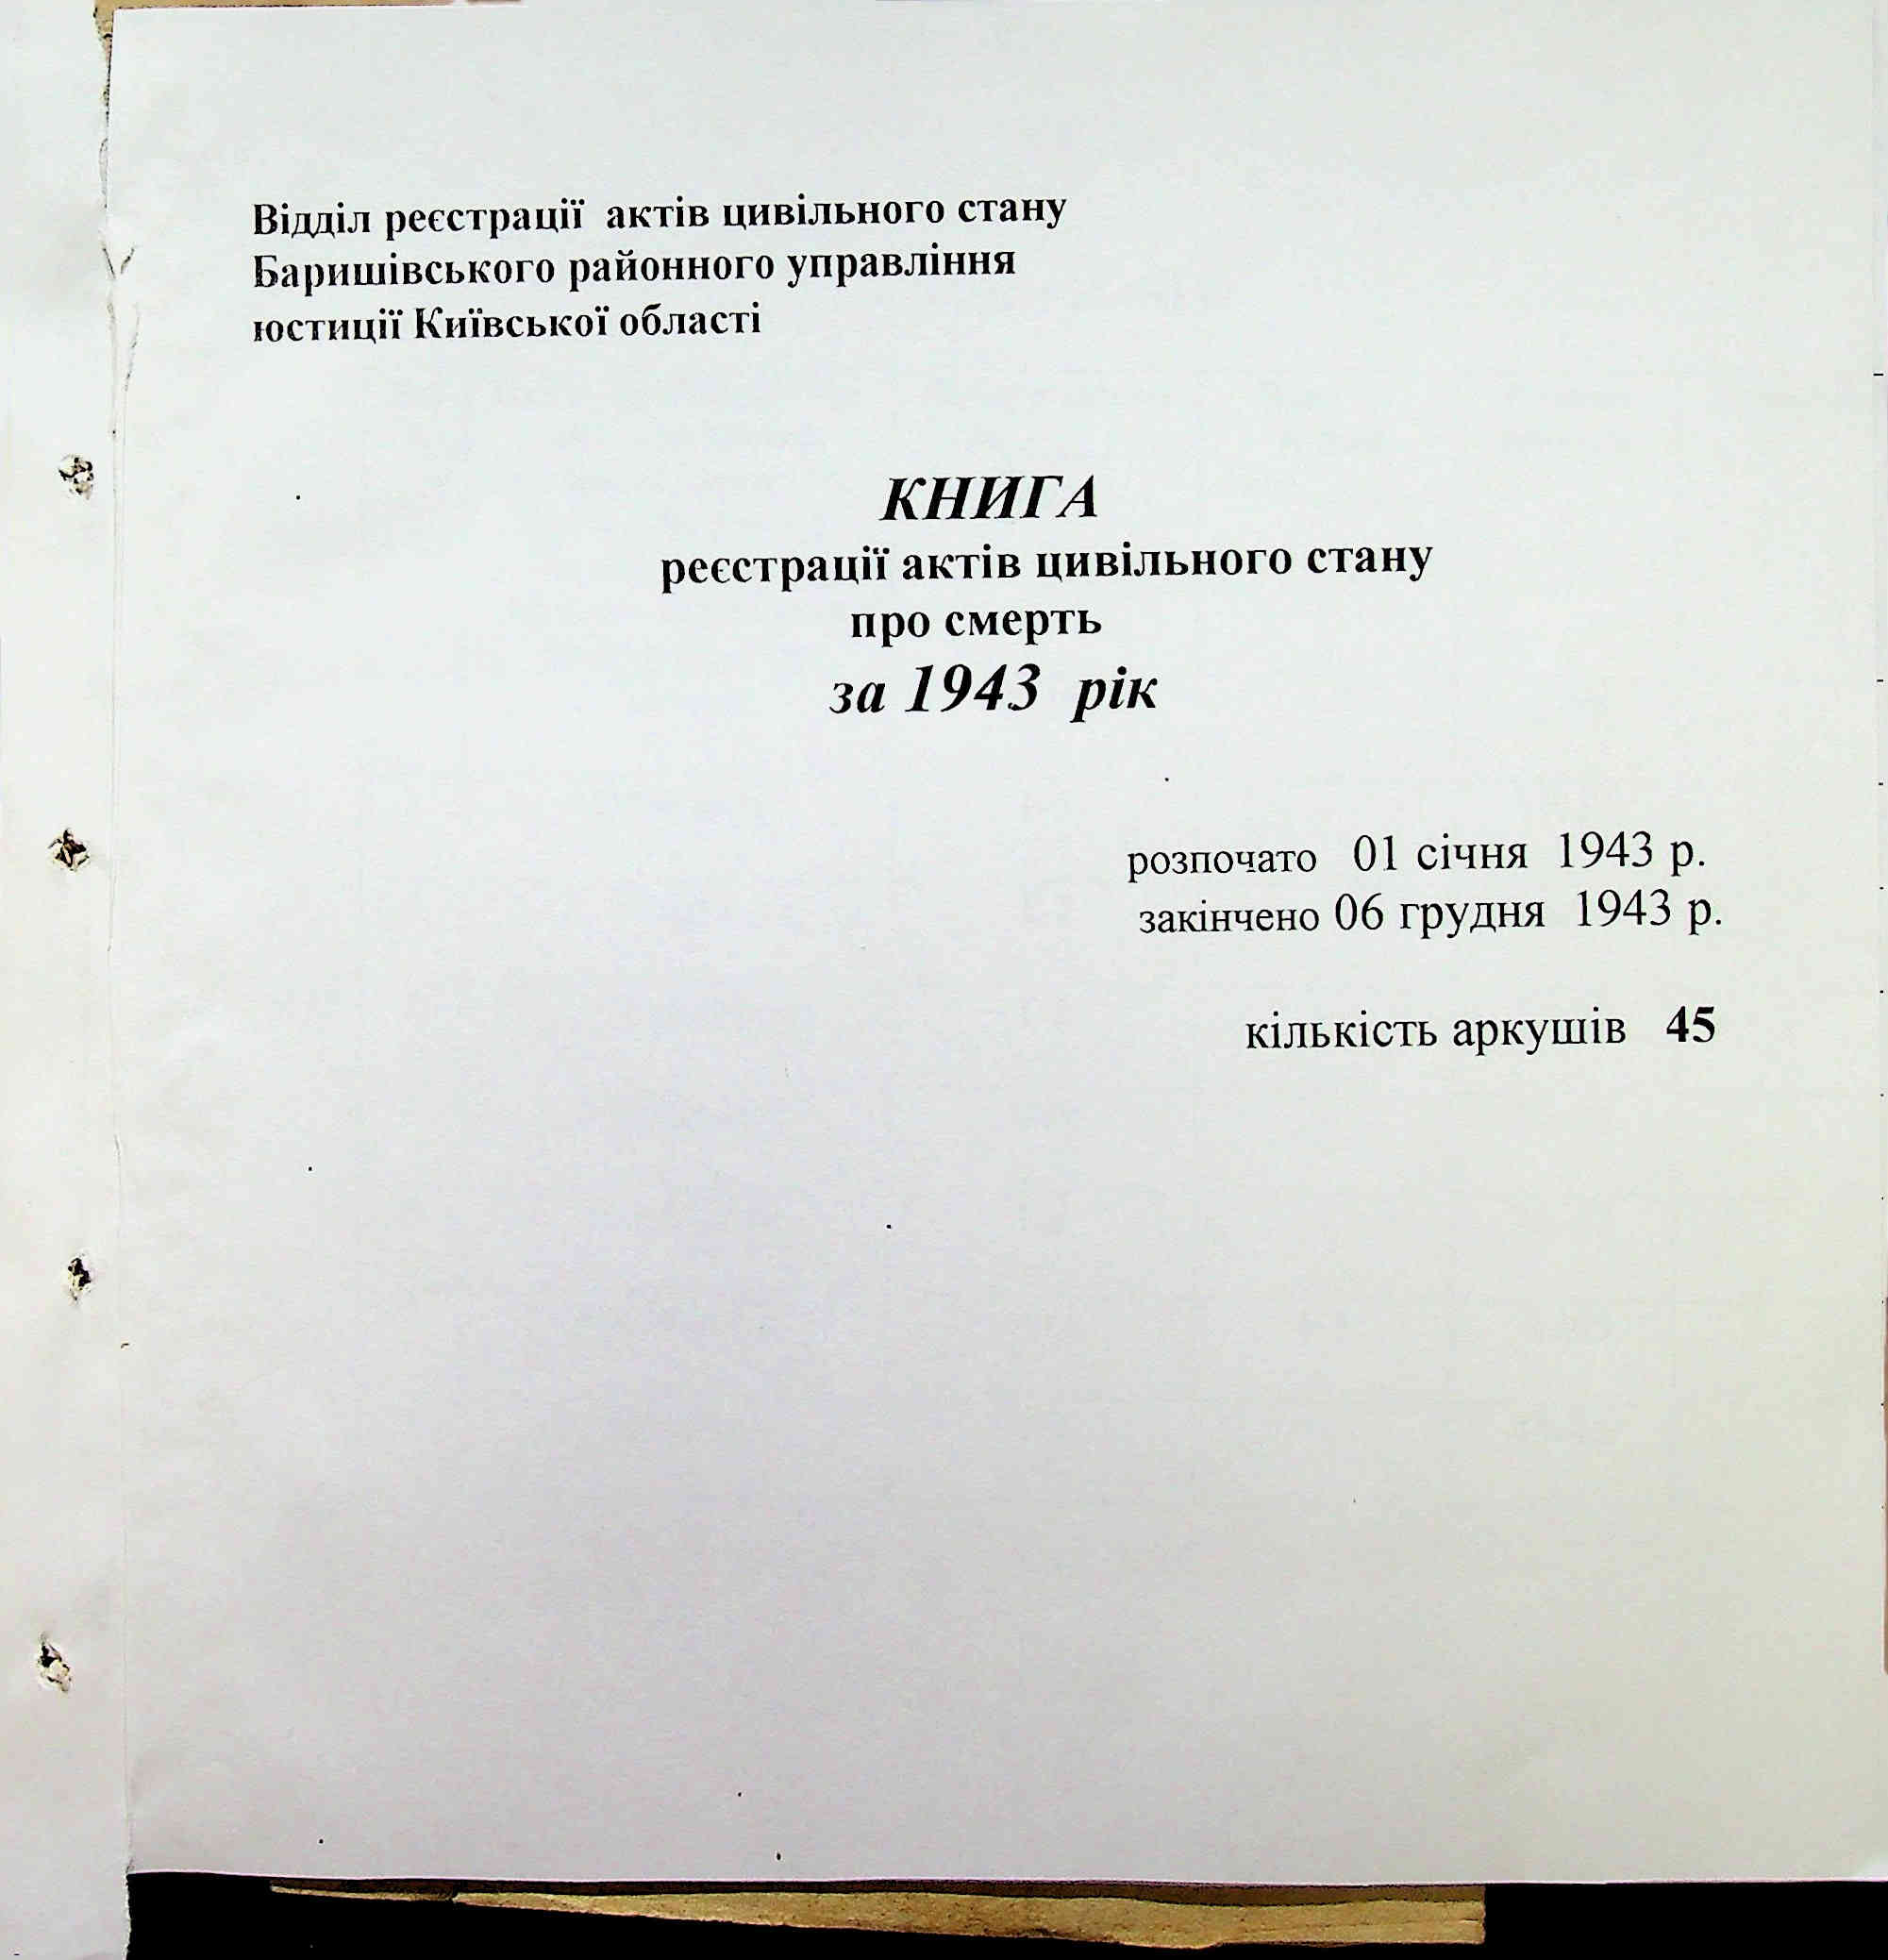 Відділ реєстрації актів цивільного стану
Баришівського районного управління
юстиції Київської області
КНИГА
реєстрації актів цивільного стану
про смерть
за 1943 рік
розпочато 01 січня 1943 р.
закінчено 06 грудня 1943 р.
кількість аркушів 45